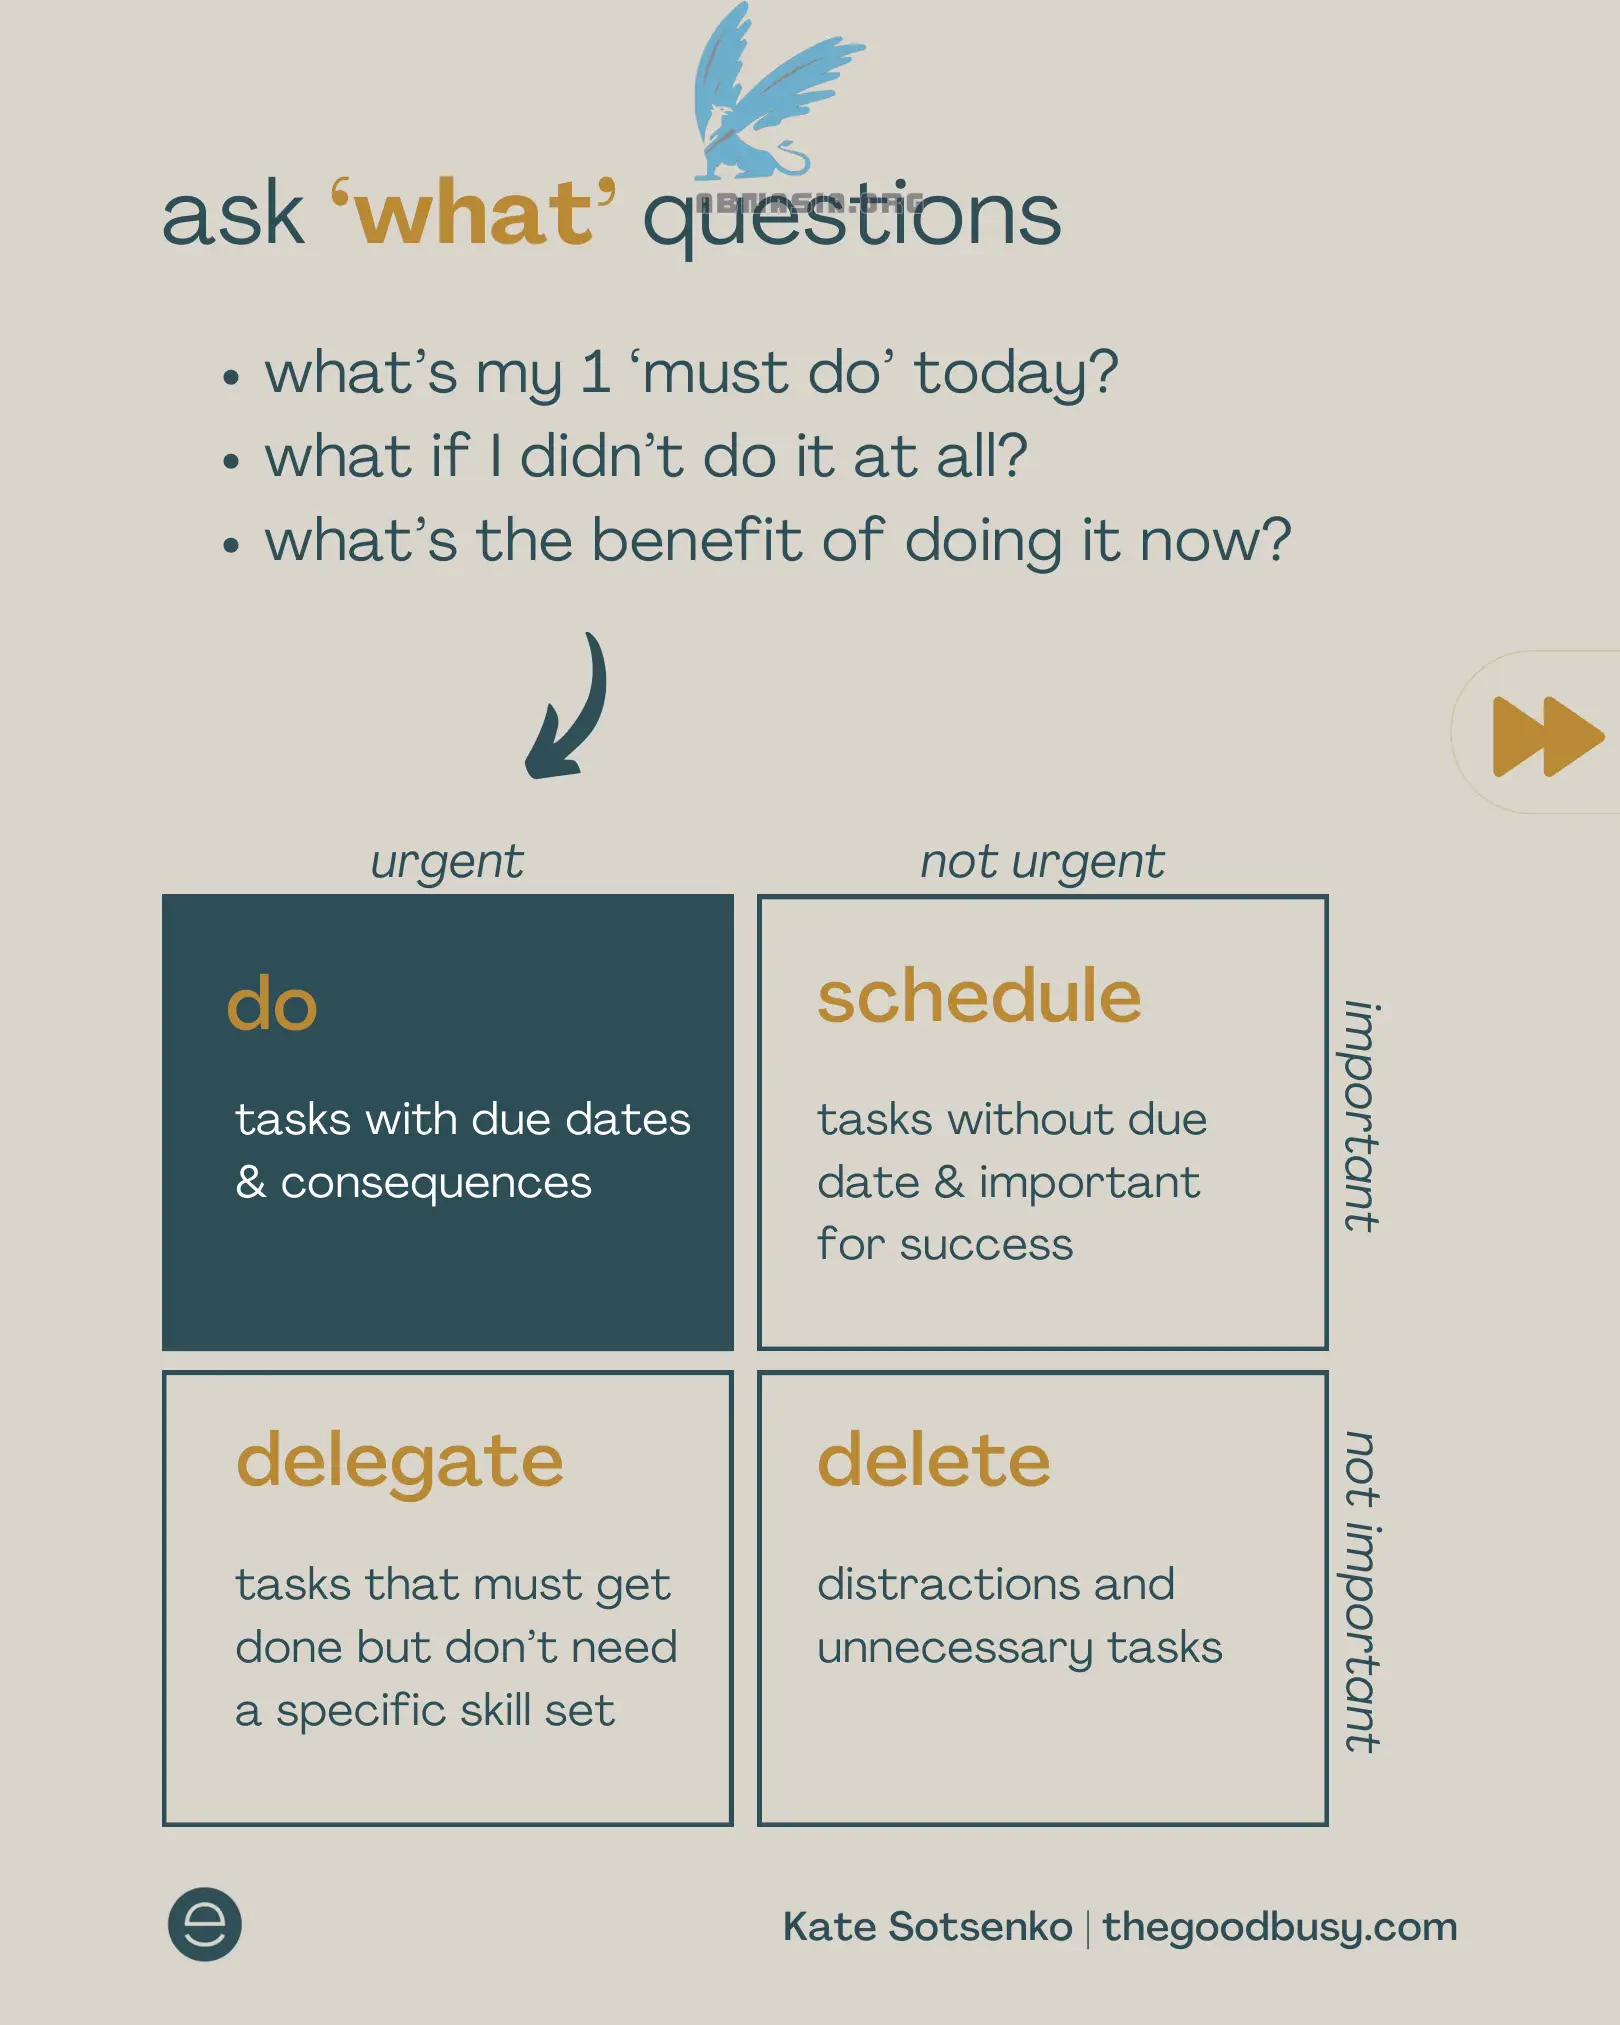 ABNASIA.ORG
ask ‘what’ questions
• what’s my 1 ‘must do’ today?
• what if I didn’t do it at all?
• what’s the benefit of doing it now?
urgent
not urgent
do
tasks with due dates
& consequences
schedule
tasks without due
date & important
for success
important
delegate
tasks that must get
done but don’t need
a specific skill set
delete
distractions and
unnecessary tasks
not important
e
Kate Sotsenko | thegoodbusy.com